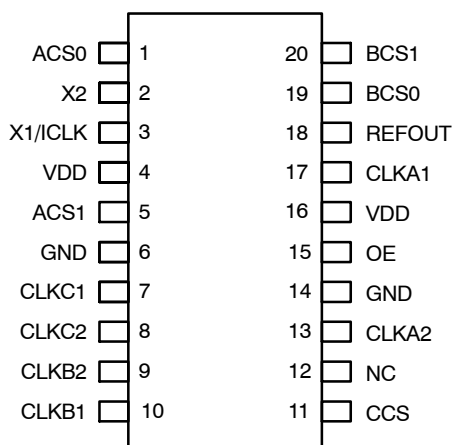 ACS0 1 20 BCS1
X2 2 19 BCS0
X1/ICLK 3 18 REFOUT
VDD 4 17 CLKA1
ACS1 5 16 VDD
GND 6 15 OE
CLKC1 7 14 GND
CLKC2 8 13 CLKA2
CLKB2 9 12 NC
CLKB1 10 11 CCS